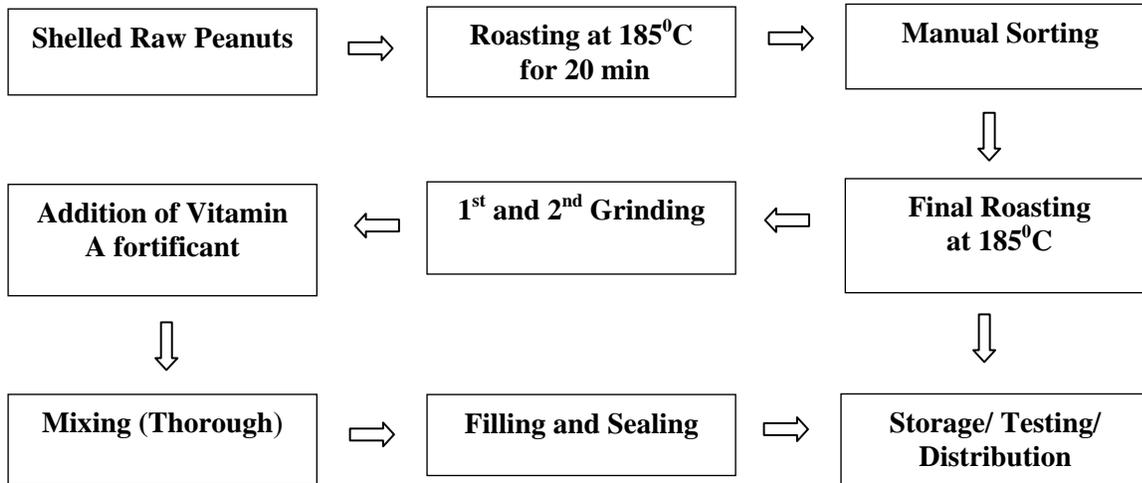 Shelled Raw Peanuts
Roasting at 185⁰C
for 20 min
Manual Sorting
Addition of Vitamin
A fortificant
1st and 2nd Grinding
Final Roasting
at 185⁰C
Mixing (Thorough)
Filling and Sealing
Storage/ Testing/
Distribution